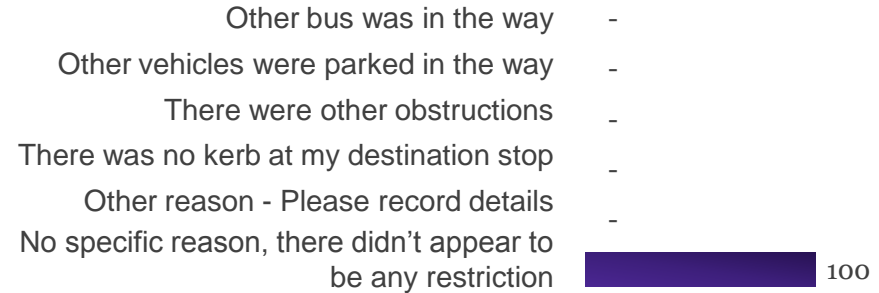 Other bus was in the way -
Other vehicles were parked in the way -
There were other obstructions -
There was no kerb at my destination stop -
Other reason - Please record details -
No specific reason, there didn’t appear to
be any restriction 100